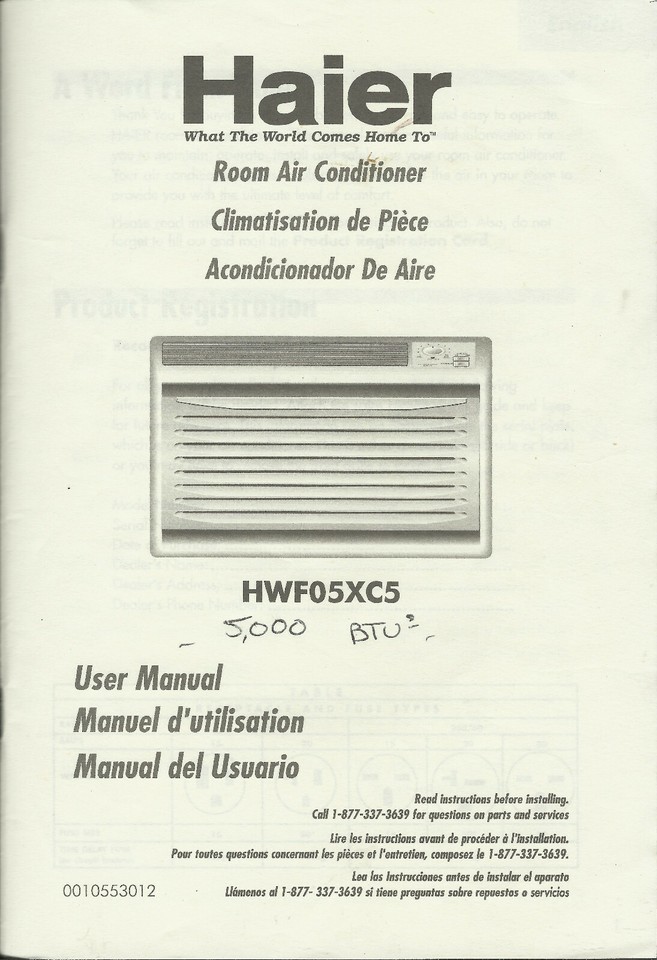 Haier
What The World Comes Home To™
Room Air Conditioner
Climatisation de Pièce
Acondicionador De Aire
HWF05XC5
5,000 BTU
User Manual
Manuel d'utilisation
Manual del Usuario
Read instructions before installing.
Call 1-877-337-3639 for questions on parts and services
Lire les instructions avant de procéder à l'installation.
Pour toutes questions concernant les pièces et l'entretien, composez le 1-877-337-3639.
Lea las Instrucciones antes de instalar el aparato
0010553012
Llámenos al 1-877- 337-3639 si tiene preguntas sobre repuestos o servicios